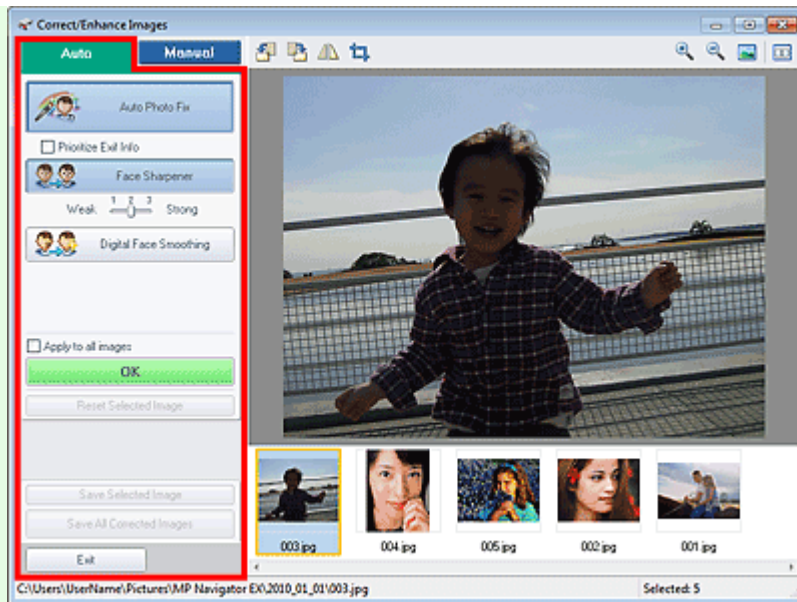 Correct/Enhance Images
Auto Manual
Auto Photo Fix
Prioritize Exif Info
Face Sharpener
1 2 3
Weak Strong
Digital Face Smoothing
Apply to all images
OK
Reset Selected Image
Save Selected Image
Save All Corrected Images
Exit
003.jpg 004.jpg 005.jpg 002.jpg 001.jpg
C:\Users\UserName\Pictures\MP Navigator EX\2010_01_01\003.jpg Selected: 5